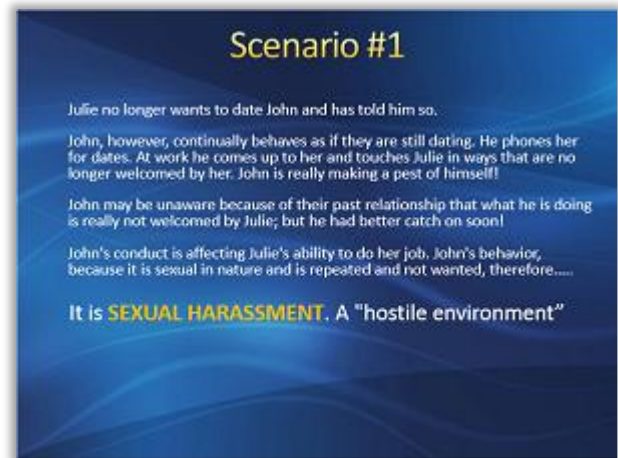 Scenario #1
Julie no longer wants to date John and has told him so.
John, however, continually behaves as if they are still dating. He phones her
for dates. At work he comes up to her and touches Julie in ways that are no
longer welcomed by her. John is really making a pest of himself!
John may be unaware because of their past relationship that what he is doing
is really not welcomed by Julie; but he had better catch on soon!
John's conduct is affecting Julie's ability to do her job. John's behavior,
because it is sexual in nature and is repeated and not wanted, therefore.....
It is SEXUAL HARASSMENT. A "hostile environment”